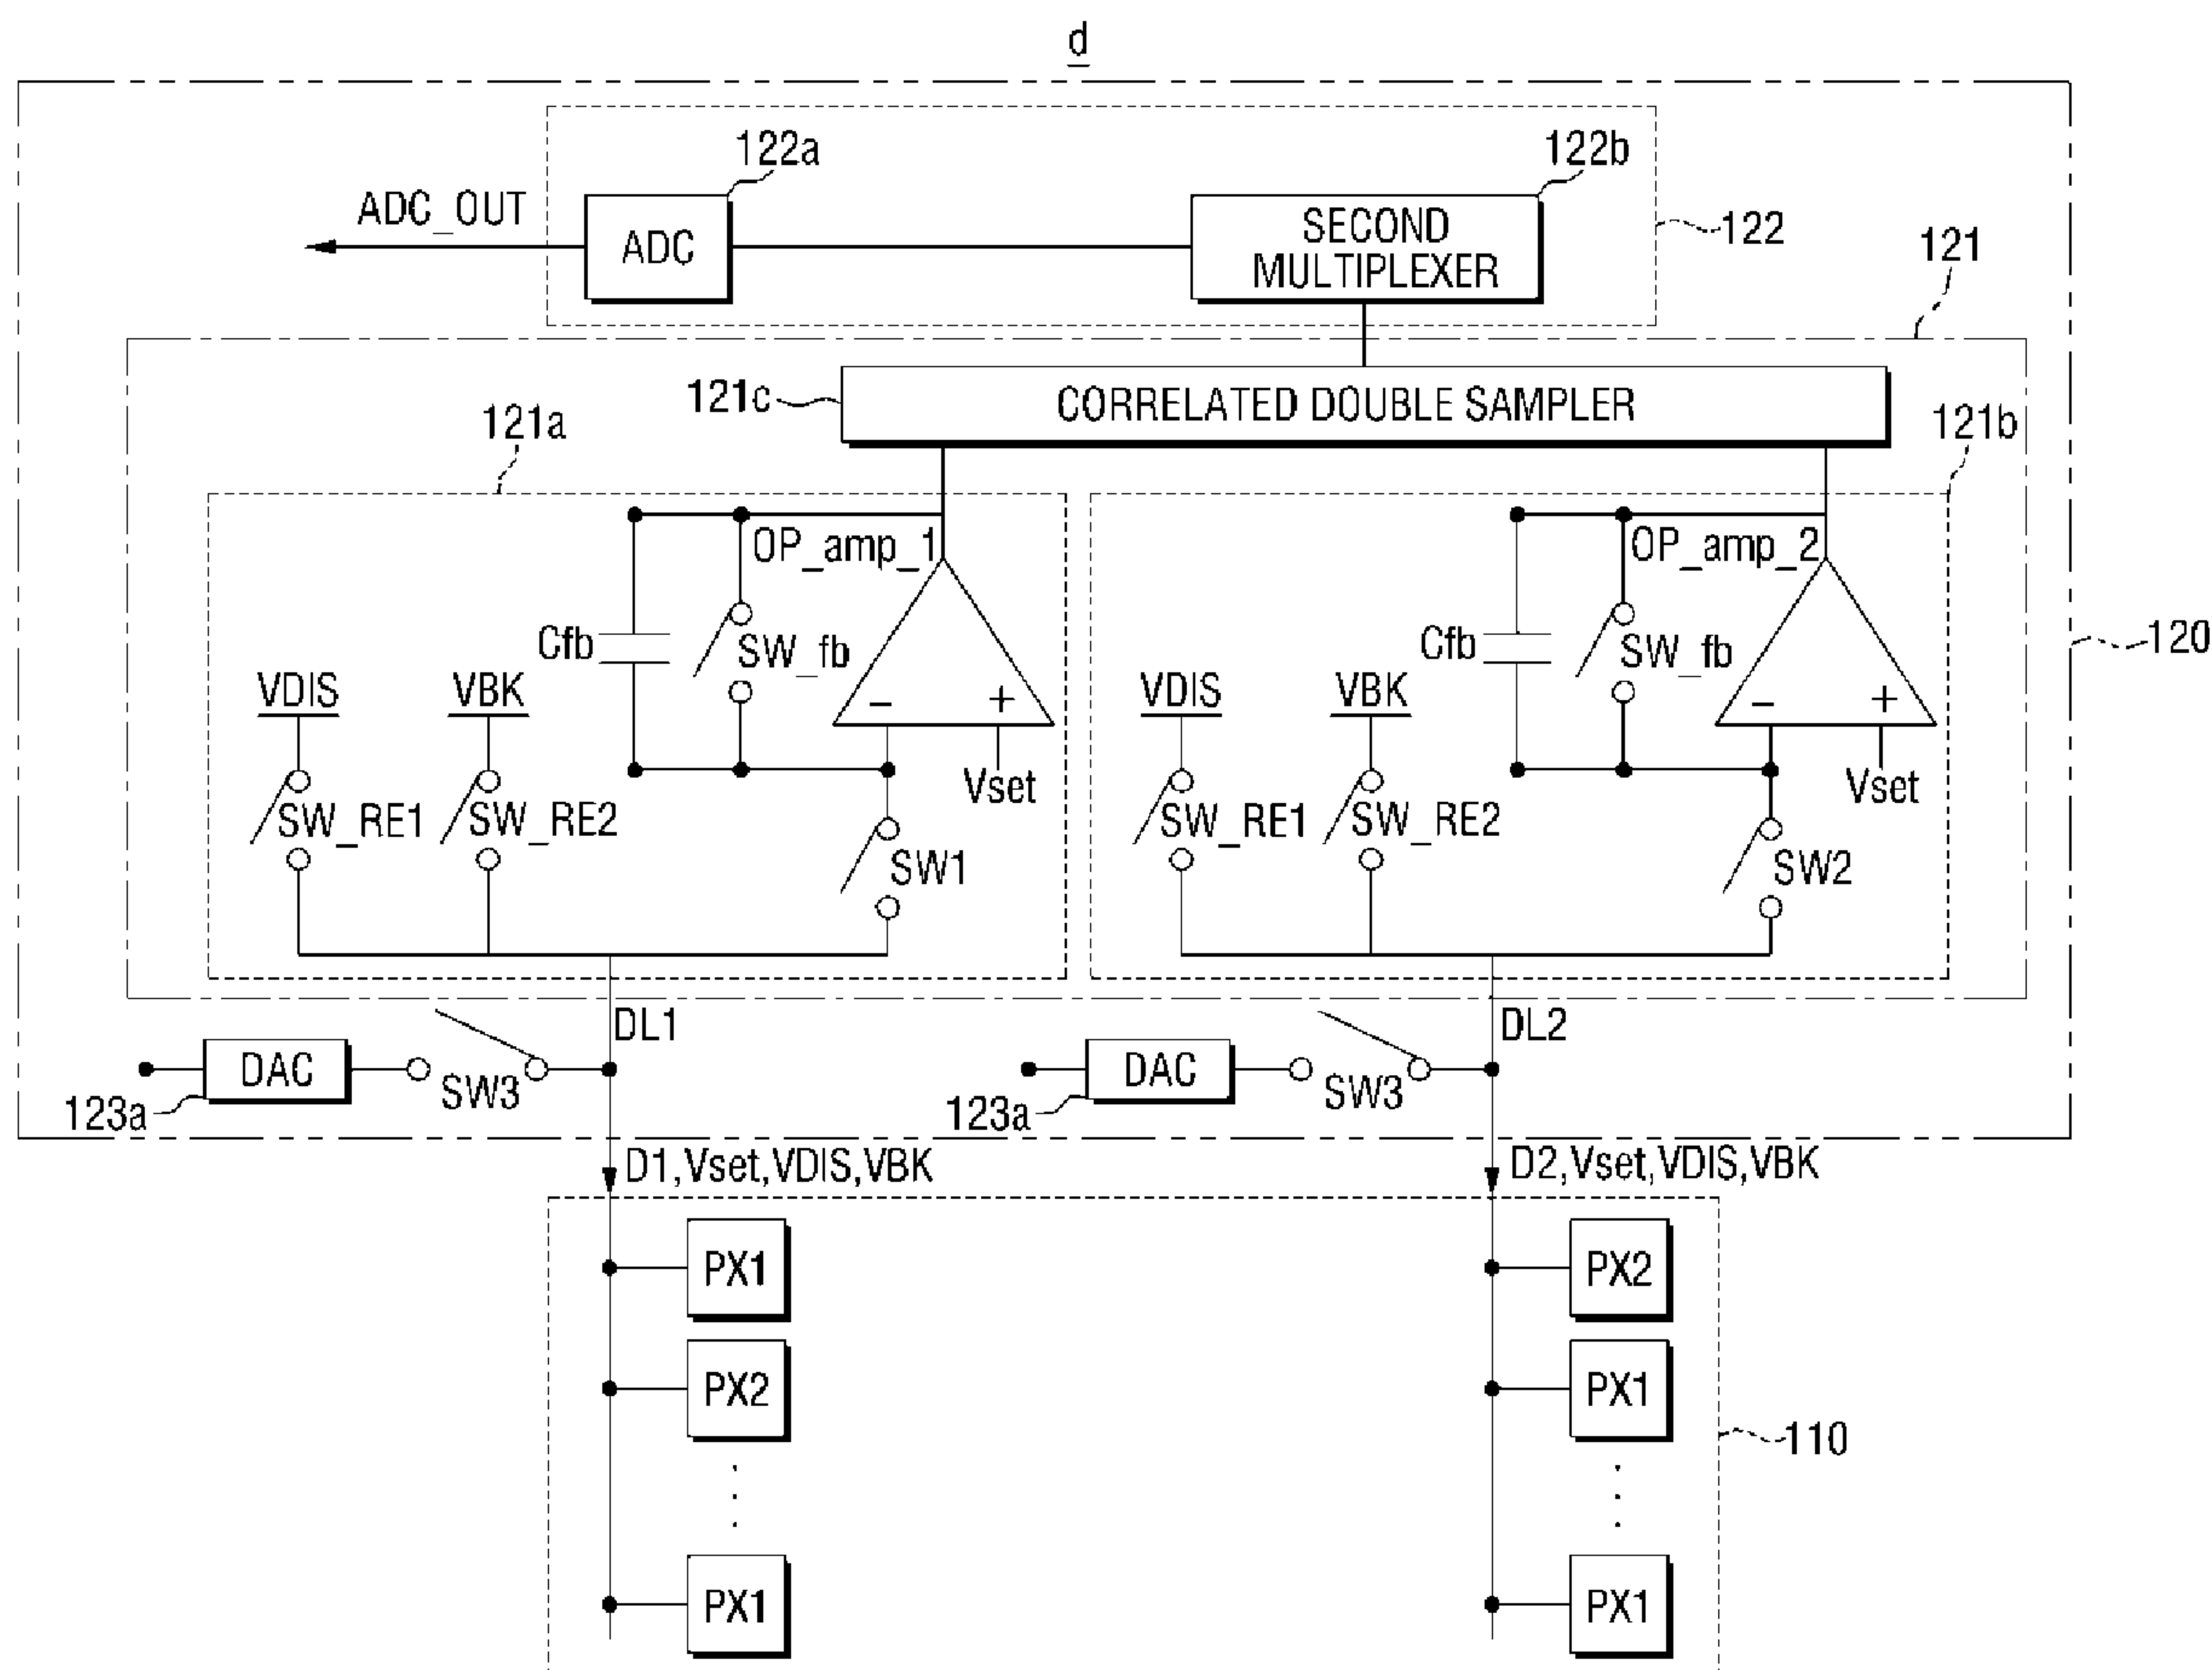 d
122a
122b
ADC_OUT
ADC
SECOND
MULTIPLEXER
122
121
121c
CORRELATED DOUBLE SAMPLER
121a
121b
OP_amp_1
OP_amp_2
Cfb
SW_fb
Cfb
SW_fb
120
VDIS
VBK
- +
VDIS
VBK
- +
Vset
Vset
SW_RE1
SW_RE2
SW1
SW_RE1
SW_RE2
SW2
DL1
DL2
DAC
SW3
DAC
SW3
123a
123a
D1,Vset,VDIS,VBK
D2,Vset,VDIS,VBK
PX1
PX2
PX2
PX1
110
PX1
PX1